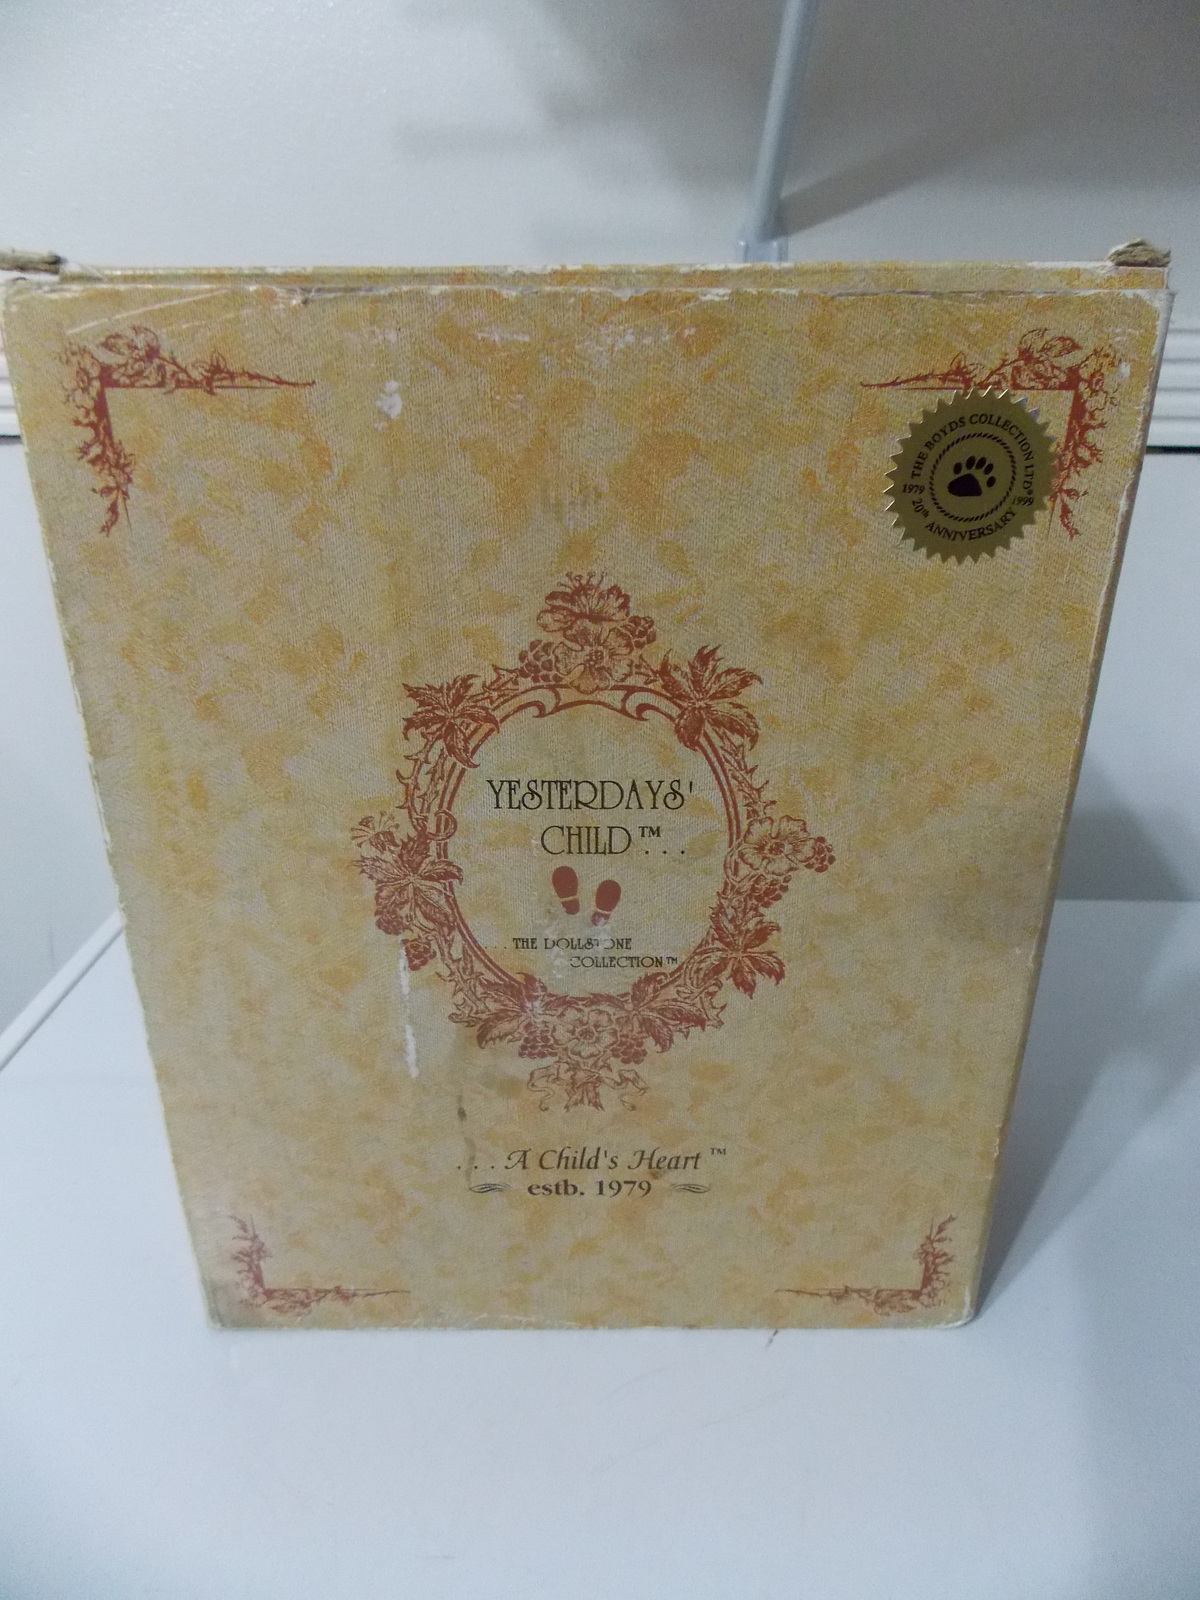 THE BOYDS COLLECTION LTD®
1979 1999
20th ANNIVERSARY
YESTERDAYS'
CHILD™...
...THE DOLLSTONE
COLLECTION™
...A Child's Heart™
estb. 1979